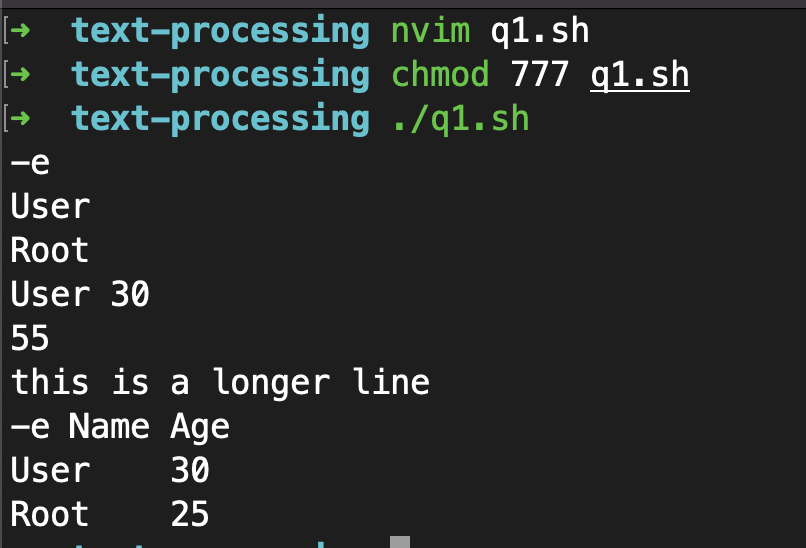 [➜  text-processing nvim q1.sh
[➜  text-processing chmod 777 q1.sh
[➜  text-processing ./q1.sh
-e
User
Root
User 30
55
this is a longer line
-e Name Age
User    30
Root    25